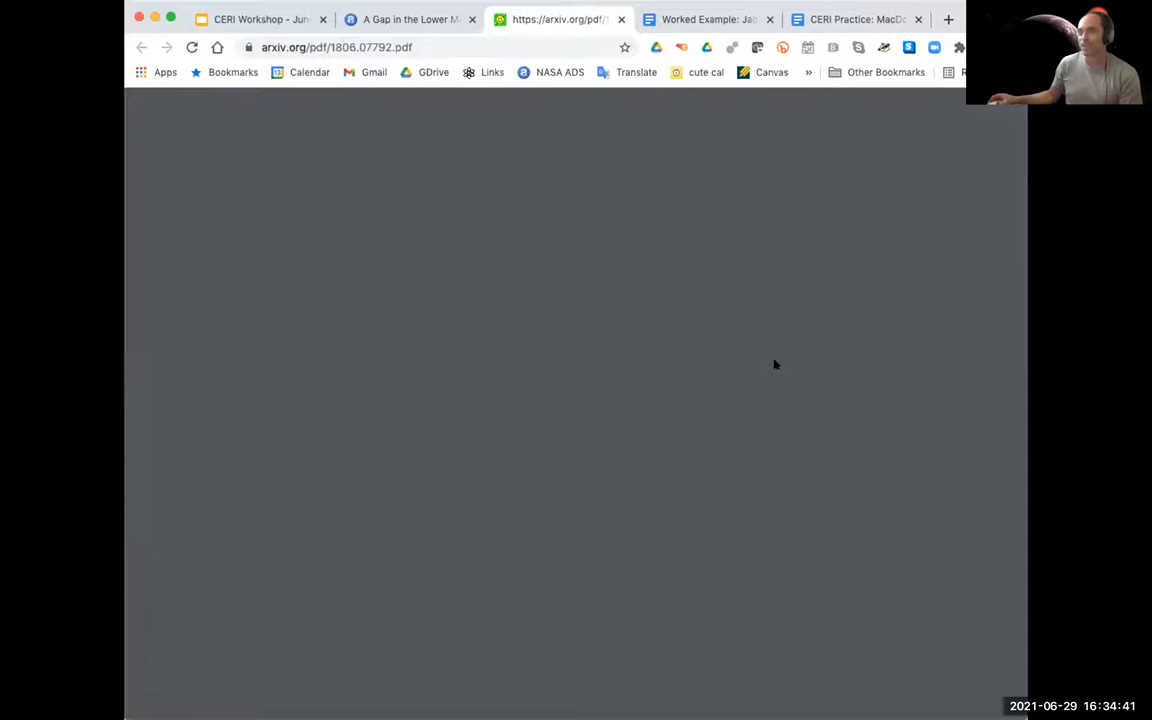 CERI Workshop - Jun
A Gap in the Lower M
https://arxiv.org/pdf/1
Worked Example: Jac
CERI Practice: MacDo
arxiv.org/pdf/1806.07792.pdf
Apps Bookmarks Calendar Gmail GDrive Links NASA ADS Translate cute cal Canvas » Other Bookmarks R
2021-06-29 16:34:41